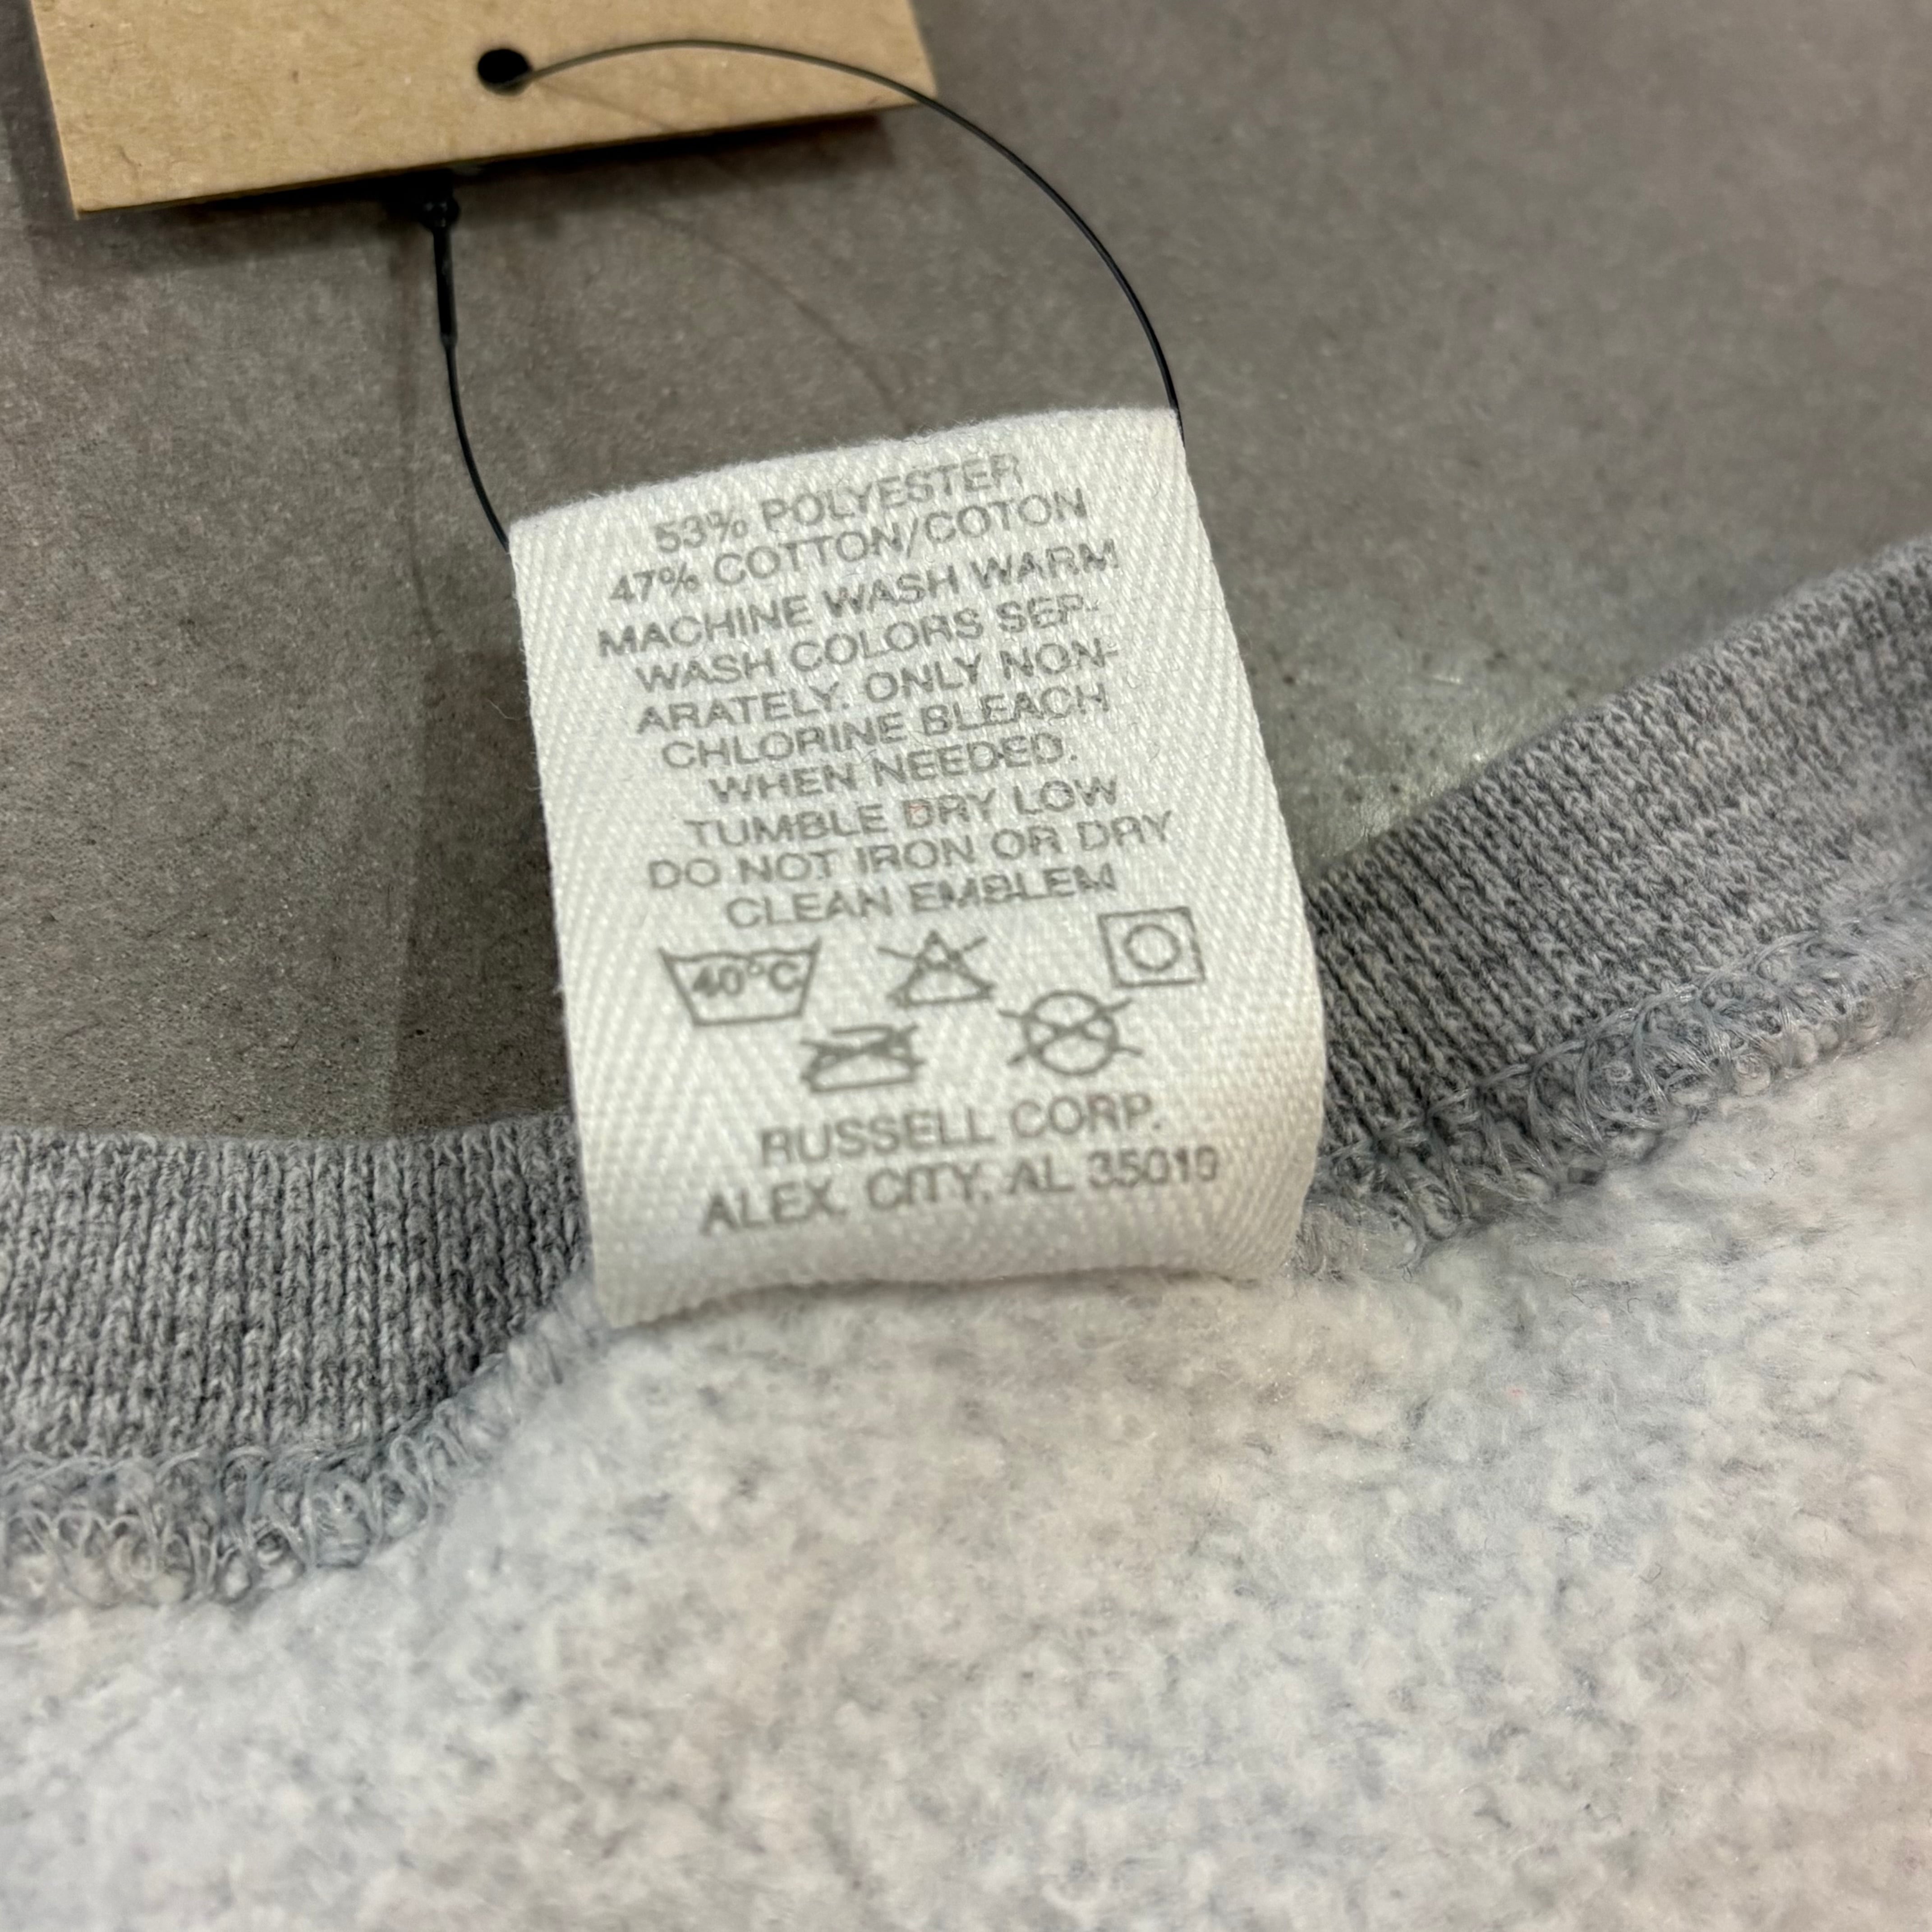 53% POLYESTER
47% COTTON/COTON
MACHINE WASH WARM
WASH COLORS SEP-
ARATELY. ONLY NON-
CHLORINE BLEACH
WHEN NEEDED.
TUMBLE DRY LOW
DO NOT IRON OR DRY
CLEAN EMBLEM
40°C
RUSSELL CORP.
ALEX. CITY, AL 35010